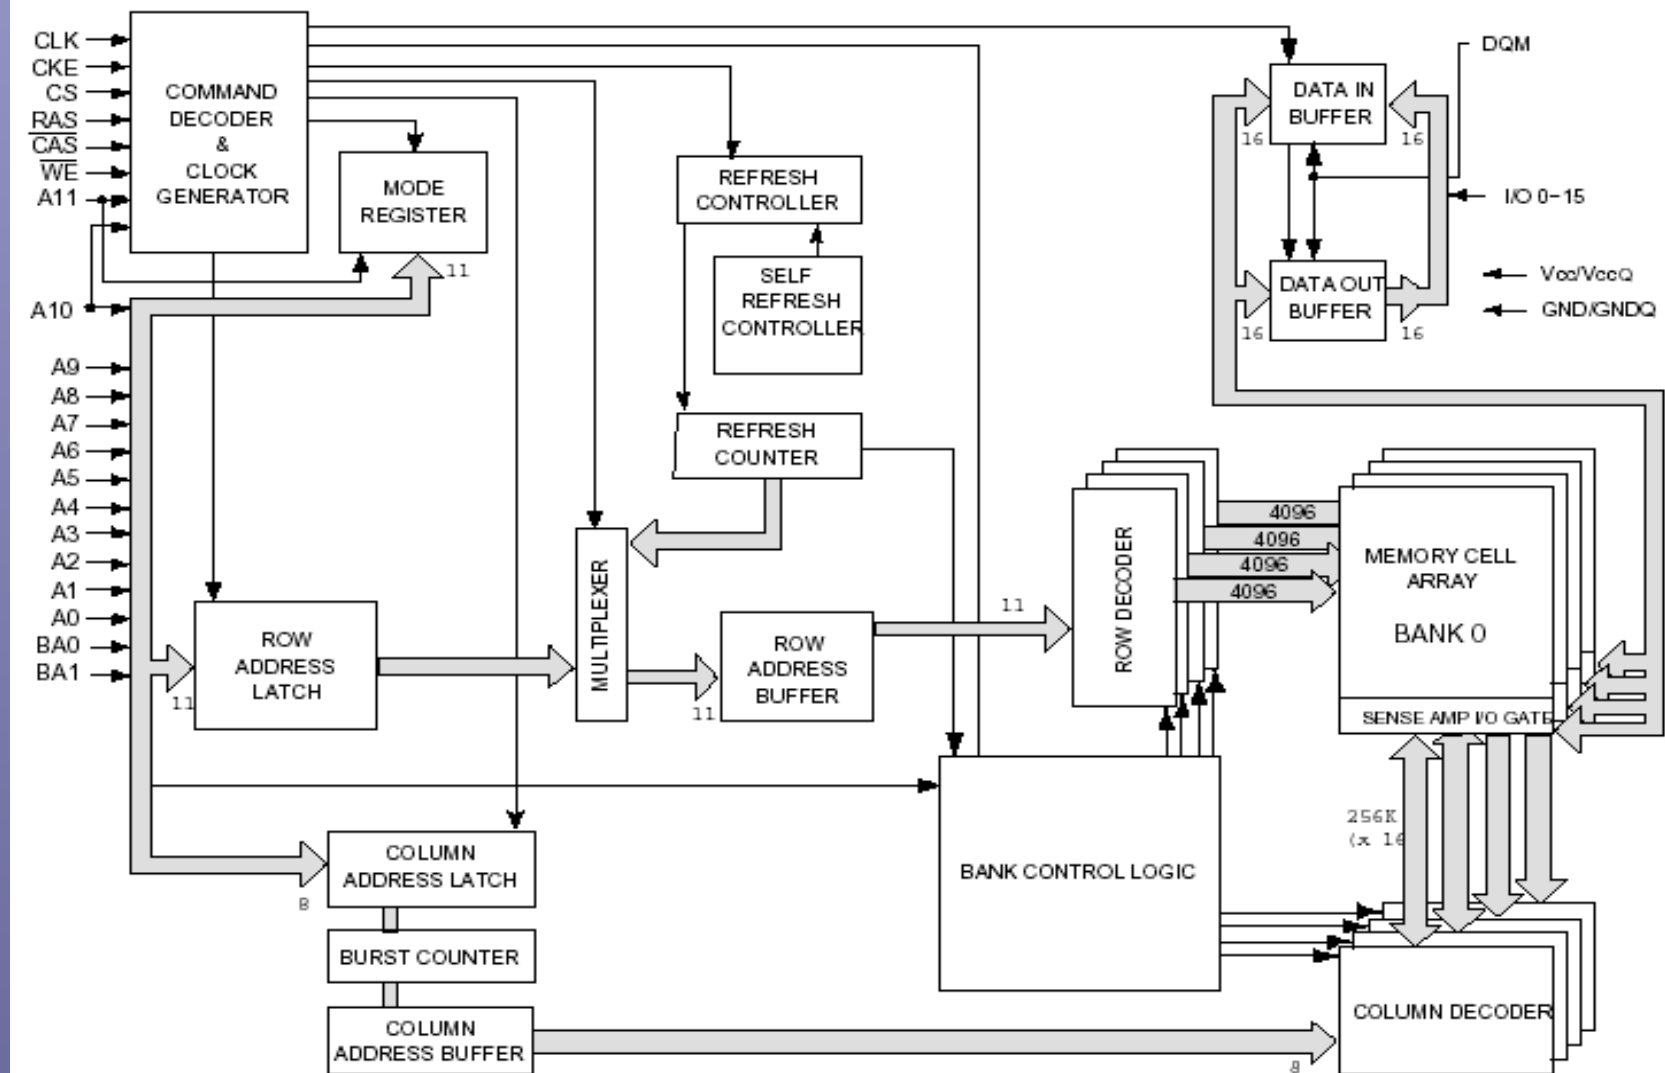 CLK
CKE
CS
RAS
CAS
WE
A11
A10
A9
A8
A7
A6
A5
A4
A3
A2
A1
A0
BA0
BA1
COMMAND
DECODER
&
CLOCK
GENERATOR
MODE
REGISTER
11
REFRESH
CONTROLLER
SELF
REFRESH
CONTROLLER
REFRESH
COUNTER
MULTIPLEXER
11
ROW
ADDRESS
LATCH
11
ROW
ADDRESS
BUFFER
11
ROW DECODER
4096
4096
4096
4096
MEMORY CELL
ARRAY
BANK 0
SENSE AMP I/O GATE
DATA IN
BUFFER
16
16
DQM
I/O 0-15
DATA OUT
BUFFER
16
16
Vcc/VccQ
GND/GNDQ
BANK CONTROL LOGIC
256K
(x 16
COLUMN
ADDRESS LATCH
8
BURST COUNTER
COLUMN
ADDRESS BUFFER
8
COLUMN DECODER